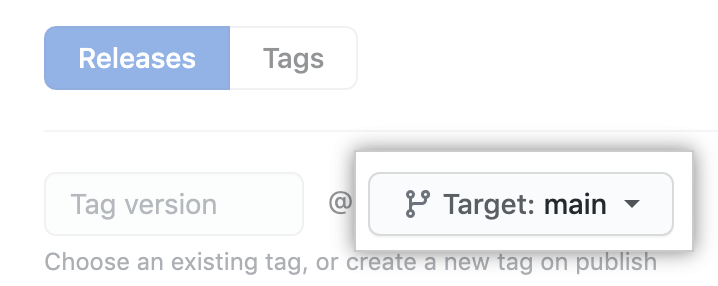 Releases Tags
Tag version @ Target: main
Choose an existing tag, or create a new tag on publish